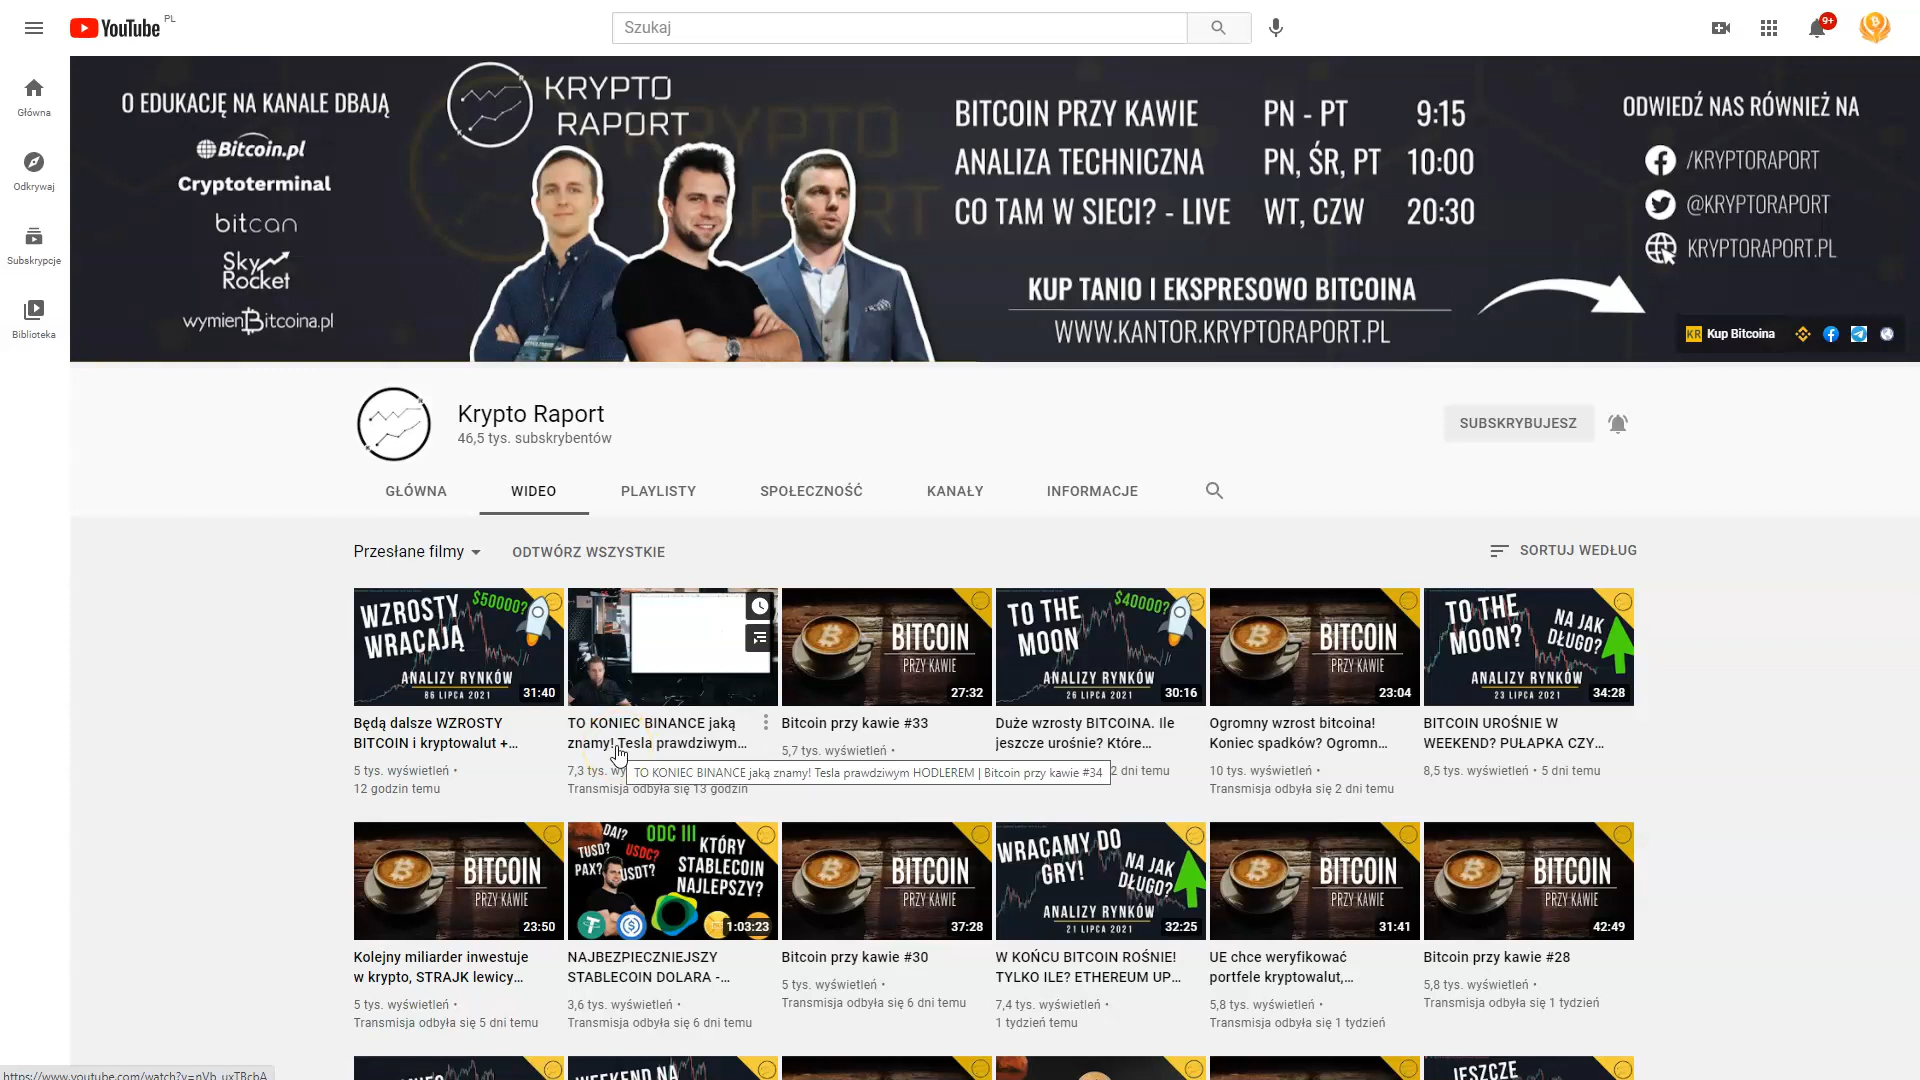 YouTube PL
Szukaj
9+
Główna
Odkrywaj
Subskrypcje
Biblioteka
O EDUKACJĘ NA KANALE DBAJĄ
Bitcoin.pl
Cryptoterminal
bitcan
Sky Rocket
wymienBitcoina.pl
KRYPTO
RAPORT
BITCOIN PRZY KAWIE PN - PT 9:15
ANALIZA TECHNICZNA PN, ŚR, PT 10:00
CO TAM W SIECI? - LIVE WT, CZW 20:30
KUP TANIO I EKSPRESOWO BITCOINA
WWW.KANTOR.KRYPTORAPORT.PL
ODWIEDŹ NAS RÓWNIEŻ NA
/KRYPTORAPORT
@KRYPTORAPORT
KRYPTORAPORT.PL
KR Kup Bitcoina
Krypto Raport
46,5 tys. subskrybentów
SUBSKRYBUJESZ
GŁÓWNA WIDEO PLAYLISTY SPOŁECZNOŚĆ KANAŁY INFORMACJE
Przesłane filmy ODTWÓRZ WSZYSTKIE SORTUJ WEDŁUG
WZROSTY
WRACAJĄ
$50000?
ANALIZY RYNKÓW
86 LIPCA 2021
31:40
Będą dalsze WZROSTY
BITCOIN i kryptowalut +...
5 tys. wyświetleń •
12 godzin temu
TO KONIEC BINANCE jaką
znamy! Tesla prawdziwym...
7,3 tys. wy
Transmisja odbyła się 13 godzin
TO KONIEC BINANCE jaką znamy! Tesla prawdziwym HODLEREM | Bitcoin przy kawie #34
BITCOIN
PRZY KAWIE
27:32
Bitcoin przy kawie #33
5,7 tys. wyświetleń •
TO THE
MOON
$40000?
ANALIZY RYNKÓW
26 LIPCA 2021
30:16
Duże wzrosty BITCOINA. Ile
jeszcze urośnie? Które...
2 dni temu
BITCOIN
PRZY KAWIE
23:04
Ogromny wzrost bitcoina!
Koniec spadków? Ogromn...
10 tys. wyświetleń •
Transmisja odbyła się 2 dni temu
TO THE
MOON?
NA JAK
DŁUGO?
ANALIZY RYNKÓW
23 LIPCA 2021
34:28
BITCOIN UROŚNIE W
WEEKEND? PUŁAPKA CZY...
8,5 tys. wyświetleń • 5 dni temu
BITCOIN
PRZY KAWIE
23:50
Kolejny miliarder inwestuje
w krypto, STRAJK lewicy...
5 tys. wyświetleń •
Transmisja odbyła się 5 dni temu
DAI?
TUSD?
PAX?
USDC?
USDT?
ODC III
KTÓRY
STABLECOIN
NAJLEPSZY?
1:03:23
NAJBEZPIECZNIEJSZY
STABLECOIN DOLARA -...
3,6 tys. wyświetleń •
Transmisja odbyła się 6 dni temu
BITCOIN
PRZY KAWIE
37:28
Bitcoin przy kawie #30
5 tys. wyświetleń •
Transmisja odbyła się 6 dni temu
WRACAMY DO
GRY!
NA JAK
DŁUGO?
ANALIZY RYNKÓW
21 LIPCA 2021
32:25
W KOŃCU BITCOIN ROŚNIE!
TYLKO ILE? ETHEREUM UP...
7,4 tys. wyświetleń •
1 tydzień temu
BITCOIN
PRZY KAWIE
31:41
UE chce weryfikować
portfele kryptowalut,...
5,8 tys. wyświetleń •
Transmisja odbyła się 1 tydzień
BITCOIN
PRZY KAWIE
42:49
Bitcoin przy kawie #28
5,8 tys. wyświetleń •
Transmisja odbyła się 1 tydzień
WEEKEND NA
JESZCZE